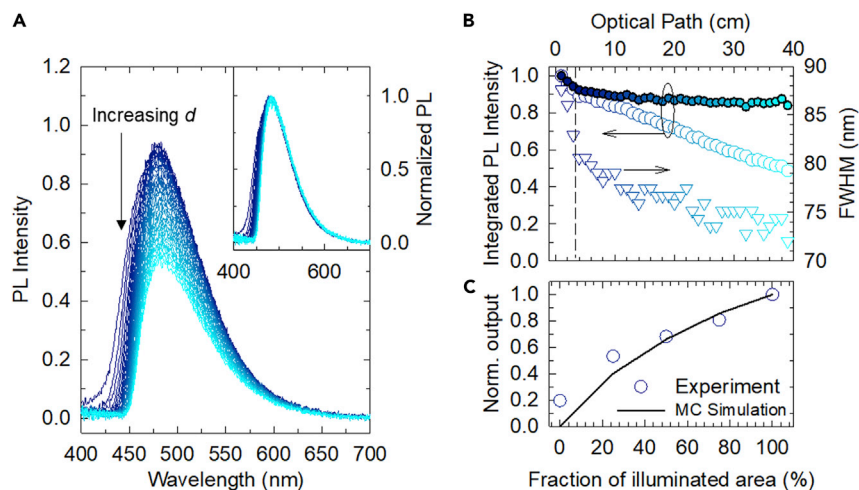 A
PL Intensity
1.2
1.0
0.8
0.6
0.4
0.2
0.0
400 450 500 550 600 650 700
Wavelength (nm)
Increasing d
1.0
0.5
0.0
Normalized PL
400 600
B
Optical Path (cm)
0 10 20 30 40
Integrated PL Intensity
1.0
0.8
0.6
0.4
0.2
0.0
90
85
80
75
70
FWHM (nm)
C
Norm. output
1.0
0.8
0.6
0.4
0.2
0.0
Experiment
MC Simulation
0 20 40 60 80 100
Fraction of illuminated area (%)